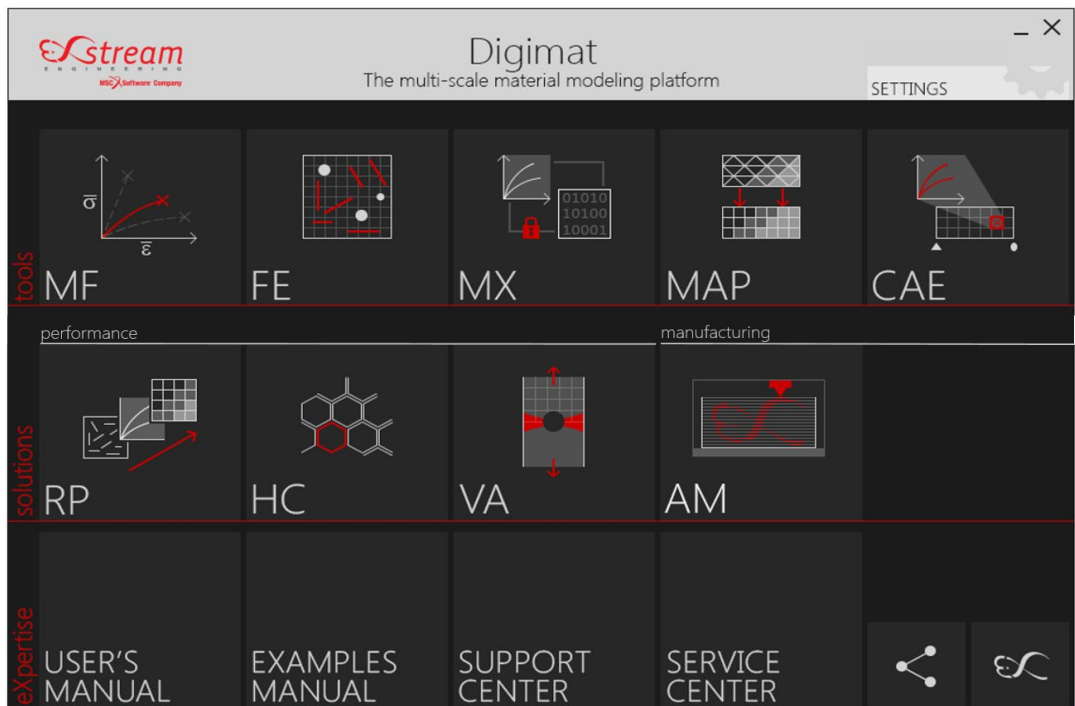 eXstream
ENGINEERING
MSC Software Company
Digimat
The multi-scale material modeling platform
SETTINGS
tools
σ
ε
MF
FE
01010
10100
10001
MX
MAP
CAE
performance
manufacturing
solutions
RP
HC
VA
AM
eXpertise
USER'S
MANUAL
EXAMPLES
MANUAL
SUPPORT
CENTER
SERVICE
CENTER